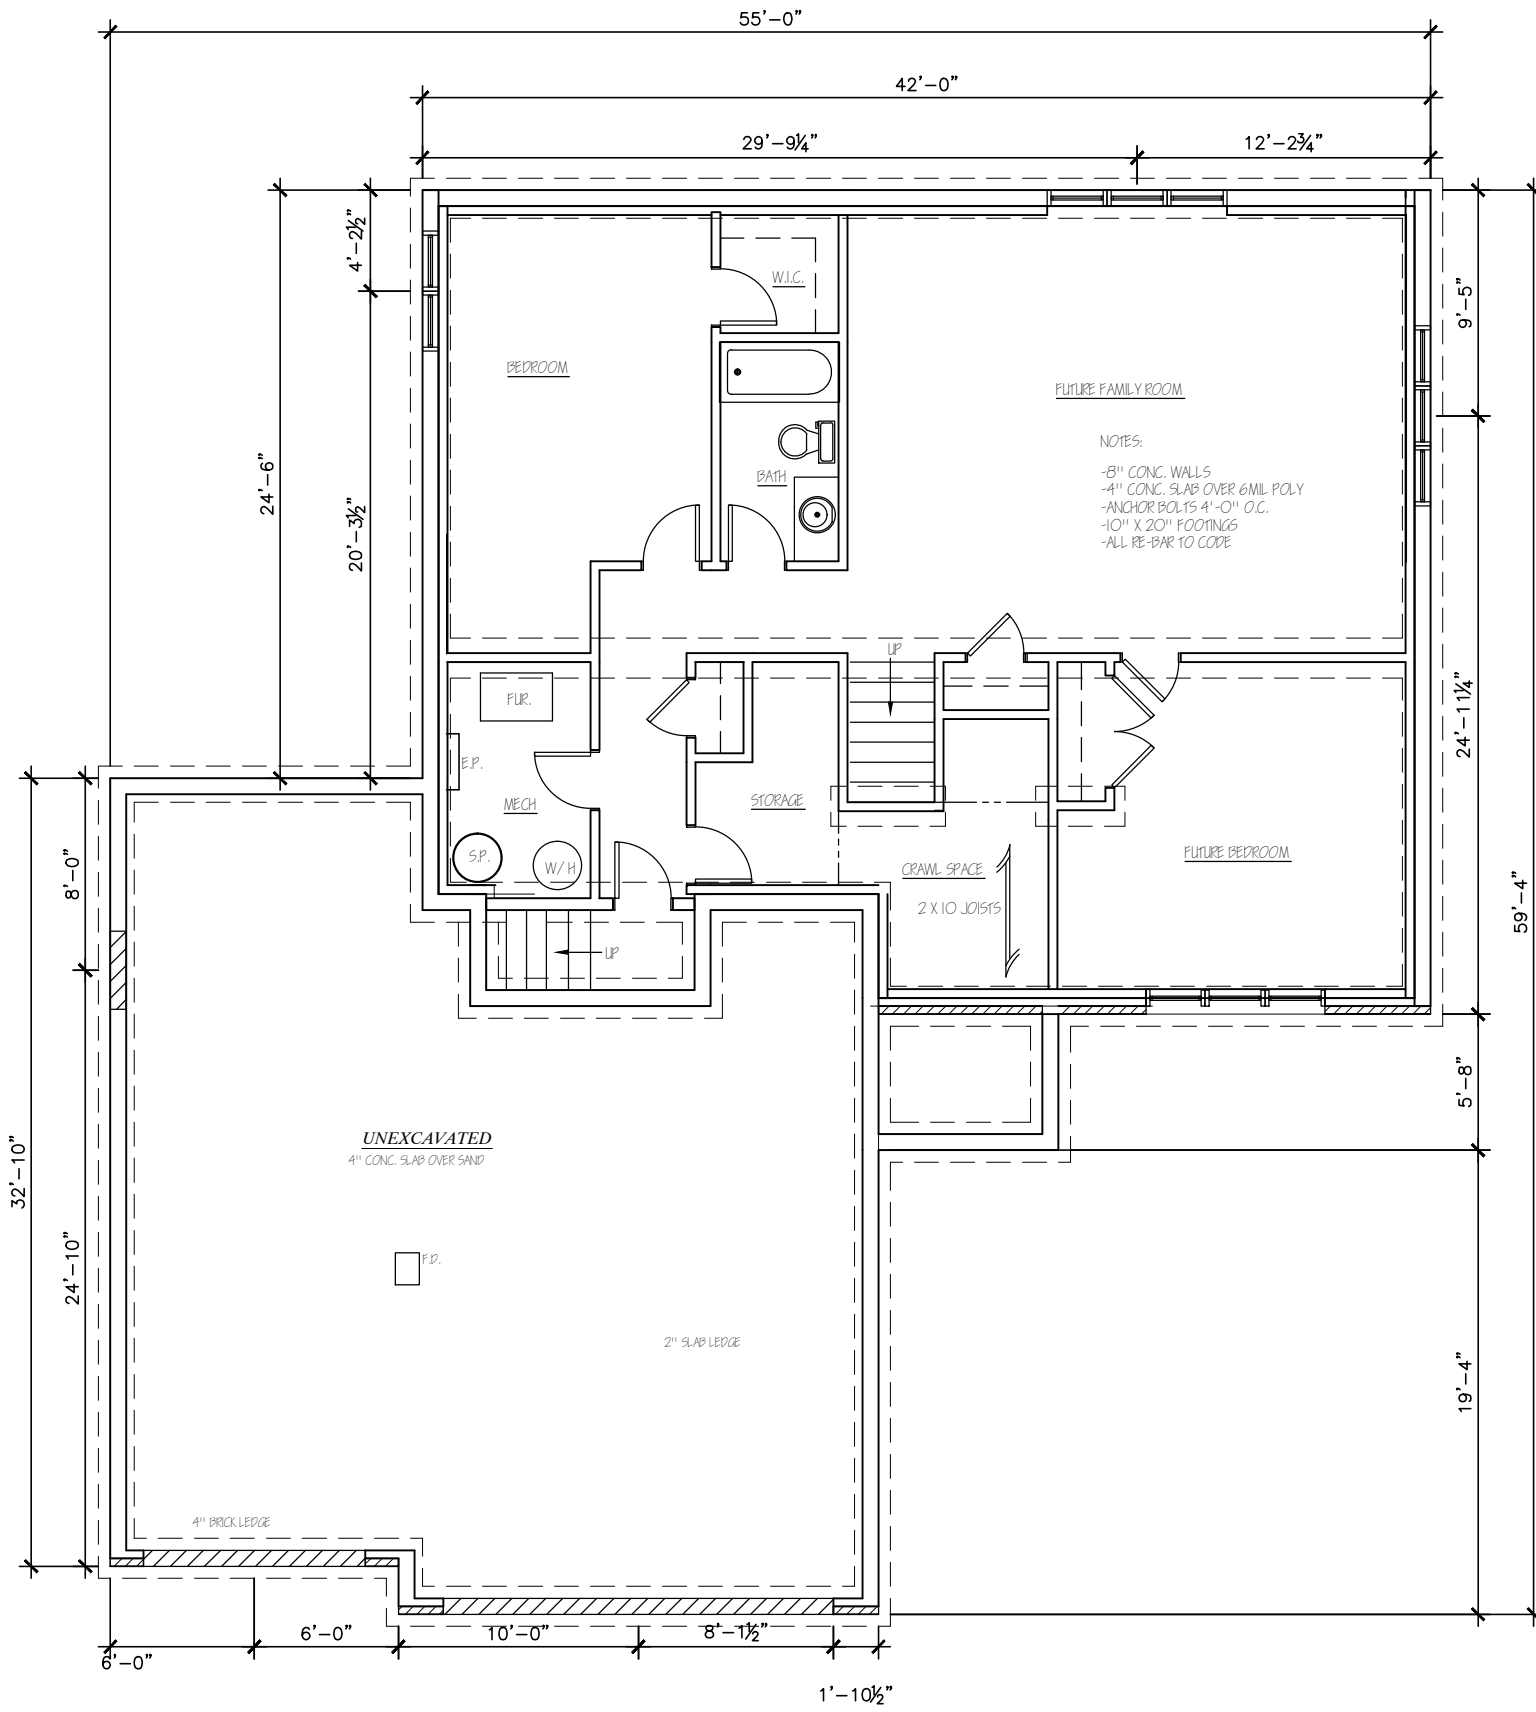 55'-0"
42'-0"
29'-9¼"
12'-2¾"
4'-2½"
9'-5"
W.I.C.
BEDROOM
FUTURE FAMILY ROOM
NOTES:
-8" CONC. WALLS
-4" CONC. SLAB OVER 6MIL POLY
-ANCHOR BOLTS 4'-0" O.C.
-10" X 20" FOOTINGS
-ALL RE-BAR TO CODE
BATH
24'-6"
20'-3½"
UP
FUR.
24'-11¼"
E.P.
MECH
STORAGE
S.P.
W/H
CRAWL SPACE
2 X 10 JOISTS
FUTURE BEDROOM
8'-0"
59'-4"
UP
5'-8"
UNEXCAVATED
4" CONC. SLAB OVER SAND
32'-10"
24'-10"
F.D.
2" SLAB LEDGE
19'-4"
4" BRICK LEDGE
6'-0"
6'-0"
10'-0"
8'-1½"
1'-10½"